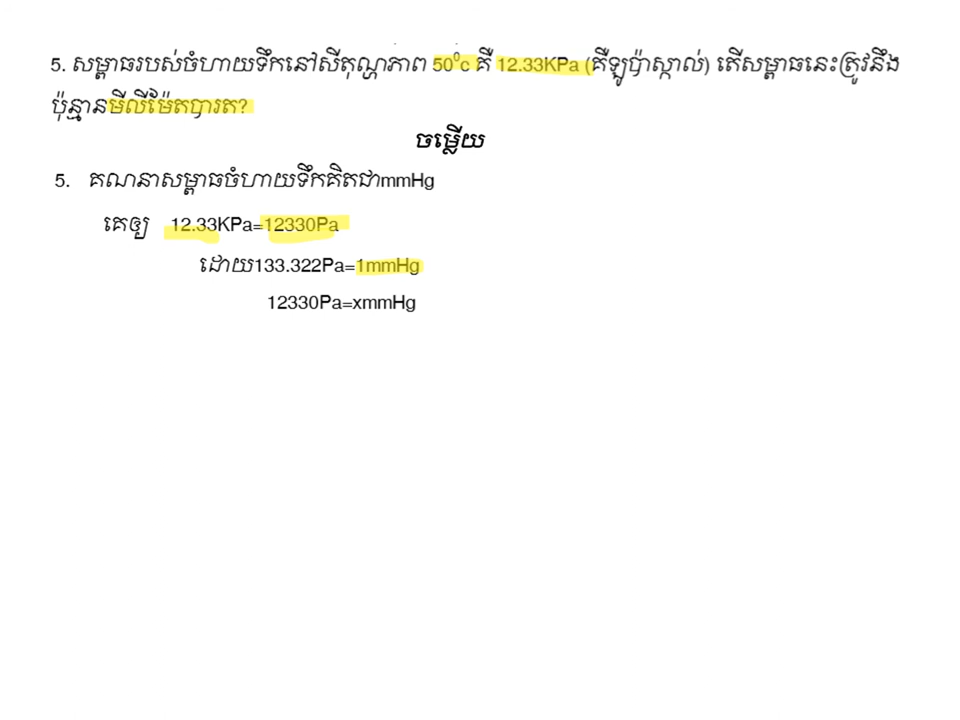 5. សម្ពាធរបស់ចំហាយទឹកនៅសីតុណ្ហភាព 50⁰c គឺ 12.33KPa (គីឡូប៉ាស្កាល់) តើសម្ពាធនេះត្រូវនឹង
ប៉ុន្មានមីលីម៉ែតបារត?
ចម្លើយ
5. គណនាសម្ពាធចំហាយទឹកគិតជាmmHg
គេឲ្យ 12.33KPa=12330Pa
ដោយ133.322Pa=1mmHg
12330Pa=xmmHg